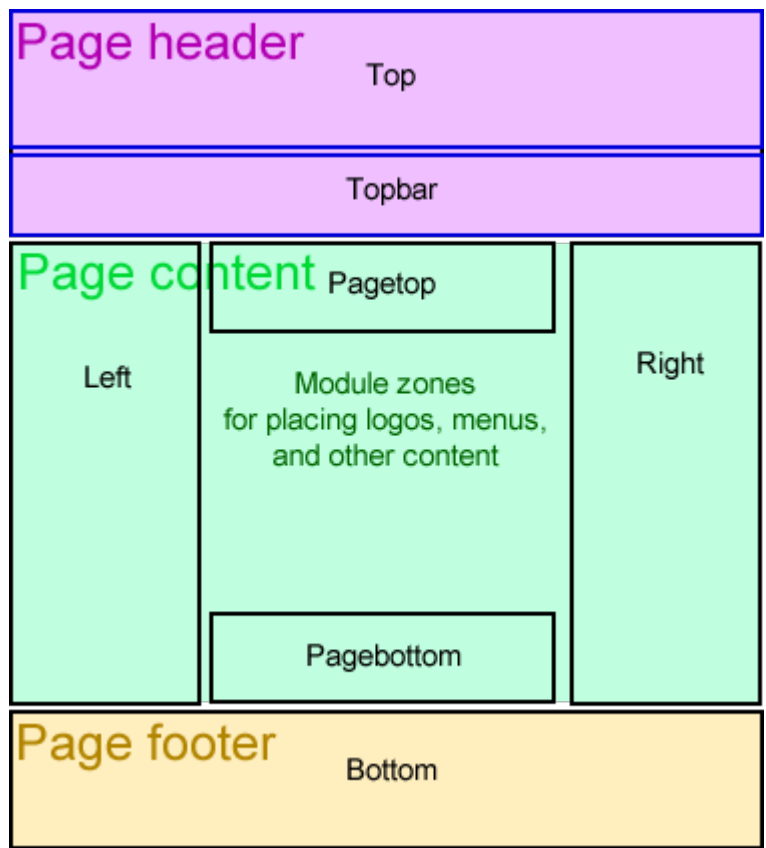 Page header
Top
Topbar
Page content
Pagetop
Left
Right
Module zones
for placing logos, menus,
and other content
Pagebottom
Page footer
Bottom